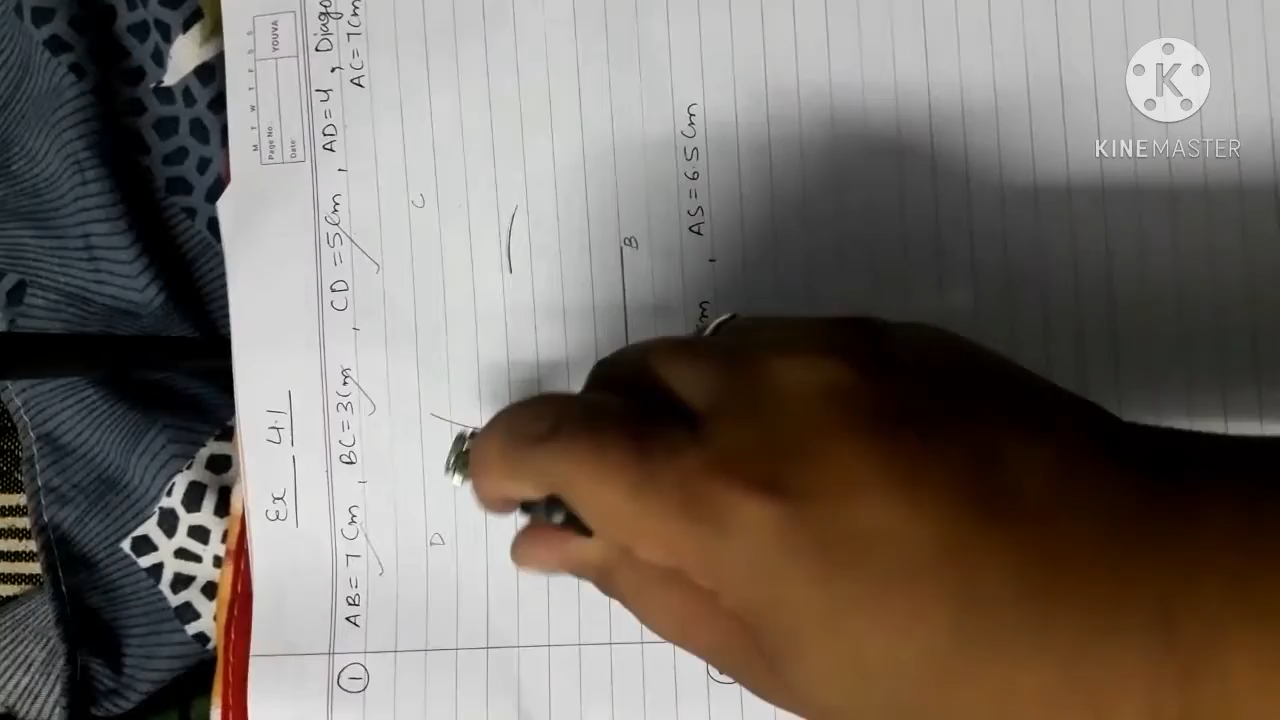 M T W T F S S
Page No.:
Date:
YOUVA
Ex 4.1
① AB = 7 Cm, BC = 3 Cm, CD = 5 Cm, AD = 4, Diago
AC = 7 Cm
D C
B
cm, AS = 6.5 Cm
K
KINEMASTER